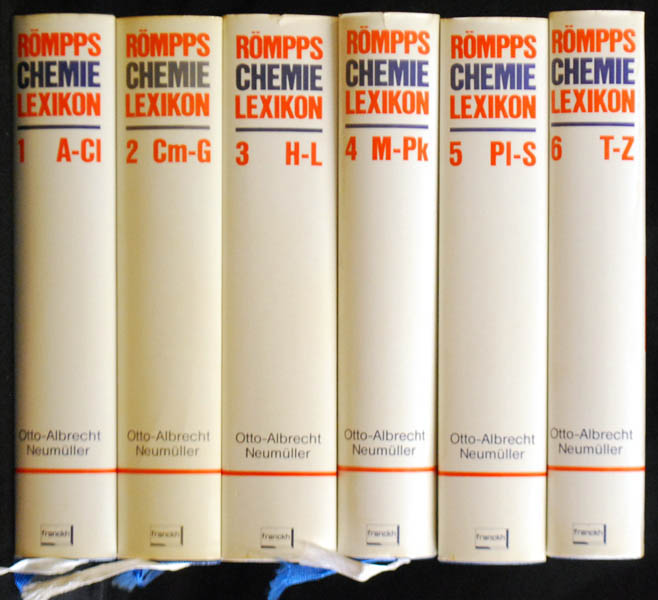 RÖMPPS
CHEMIE
LEXIKON
1 A-Cl
Otto-Albrecht
Neumüller
franckh
RÖMPPS
CHEMIE
LEXIKON
2 Cm-G
Otto-Albrecht
Neumüller
franckh
RÖMPPS
CHEMIE
LEXIKON
3 H-L
Otto-Albrecht
Neumüller
franckh
RÖMPPS
CHEMIE
LEXIKON
4 M-Pk
Otto-Albrecht
Neumüller
franckh
RÖMPPS
CHEMIE
LEXIKON
5 Pl-S
Otto-Albrecht
Neumüller
franckh
RÖMPPS
CHEMIE
LEXIKON
6 T-Z
Otto-Albrecht
Neumüller
franckh